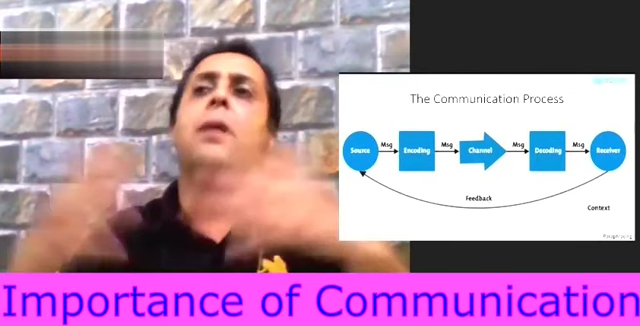 The Communication Process
Source Msg Encoding Msg Channel Msg Decoding Msg Receiver
Feedback
Context
Importance of Communication